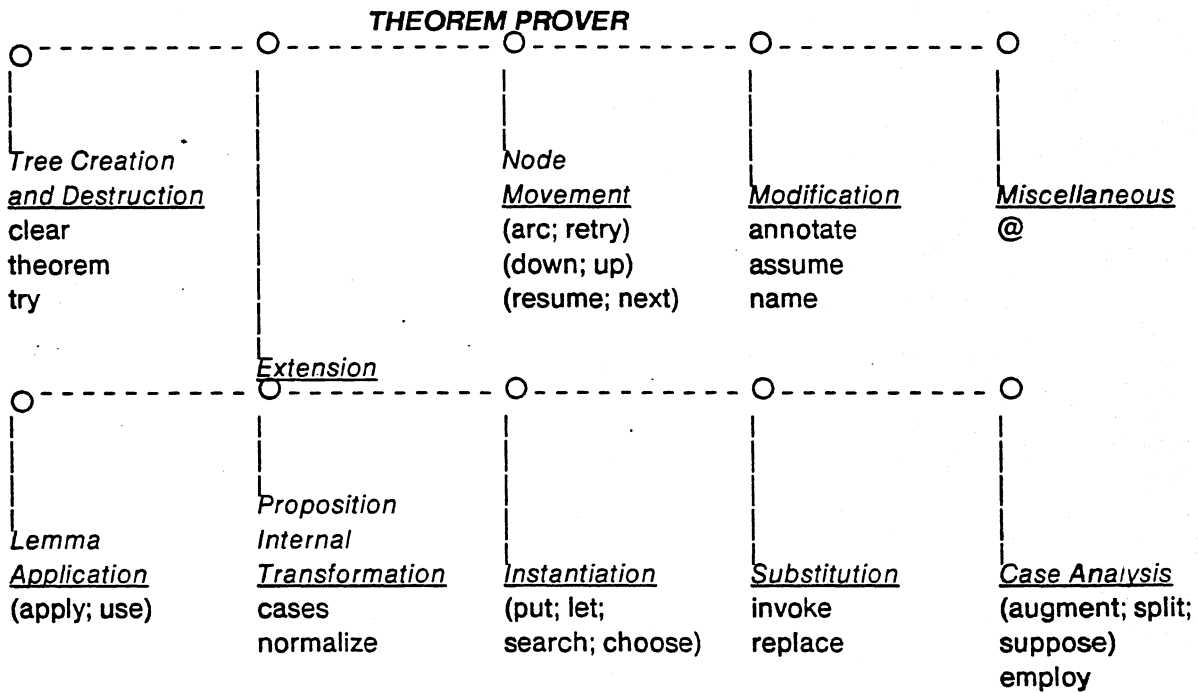 THEOREM PROVER
Tree Creation
and Destruction
clear
theorem
try
Node
Movement
(arc; retry)
(down; up)
(resume; next)
Modification
annotate
assume
name
Miscellaneous
@
Extension
Lemma
Application
(apply; use)
Proposition
Internal
Transformation
cases
normalize
Instantiation
(put; let;
search; choose)
Substitution
invoke
replace
Case Analysis
(augment; split;
suppose)
employ